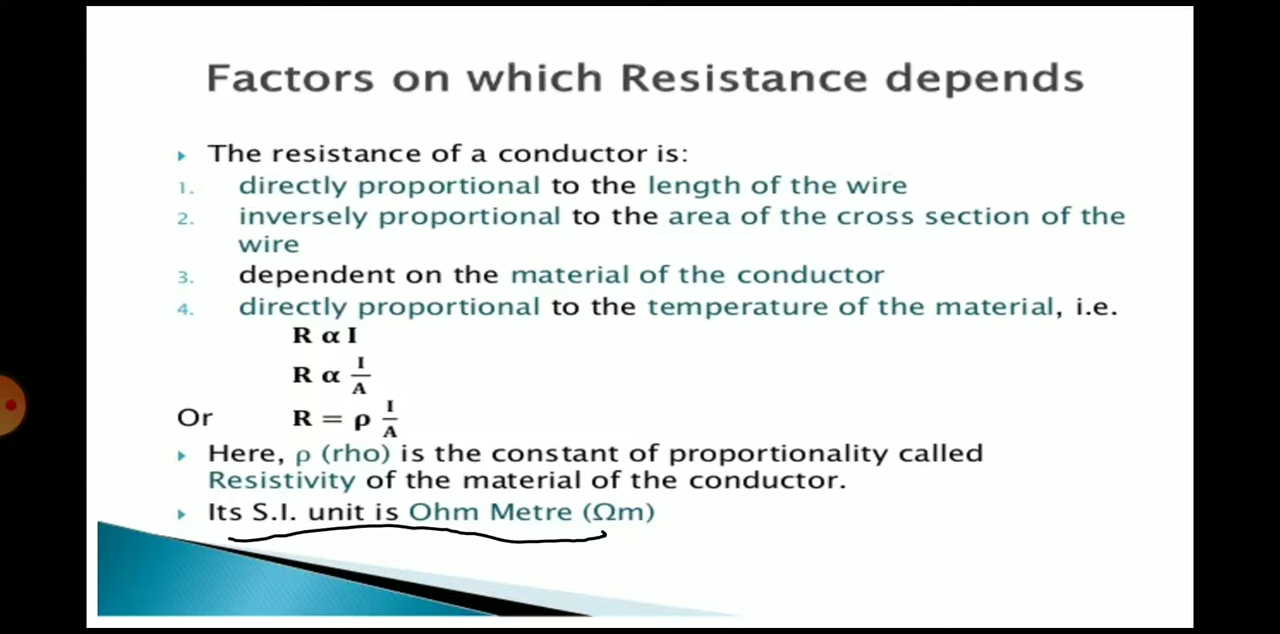 Factors on which Resistance depends
▸ The resistance of a conductor is:
1. directly proportional to the length of the wire
2. inversely proportional to the area of the cross section of the
wire
3. dependent on the material of the conductor
4. directly proportional to the temperature of the material, i.e.
R α I
R α I/A
Or R = ρ I/A
▸ Here, ρ (rho) is the constant of proportionality called
Resistivity of the material of the conductor.
▸ Its S.I. unit is Ohm Metre (Ωm)